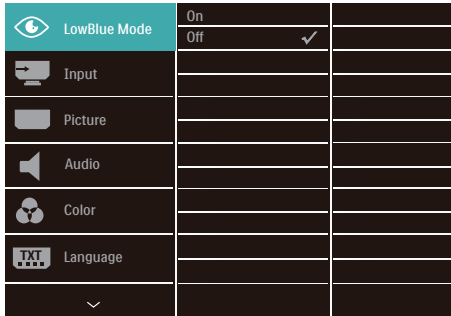 LowBlue Mode
On
Off
Input
Picture
Audio
Color
TXT
Language